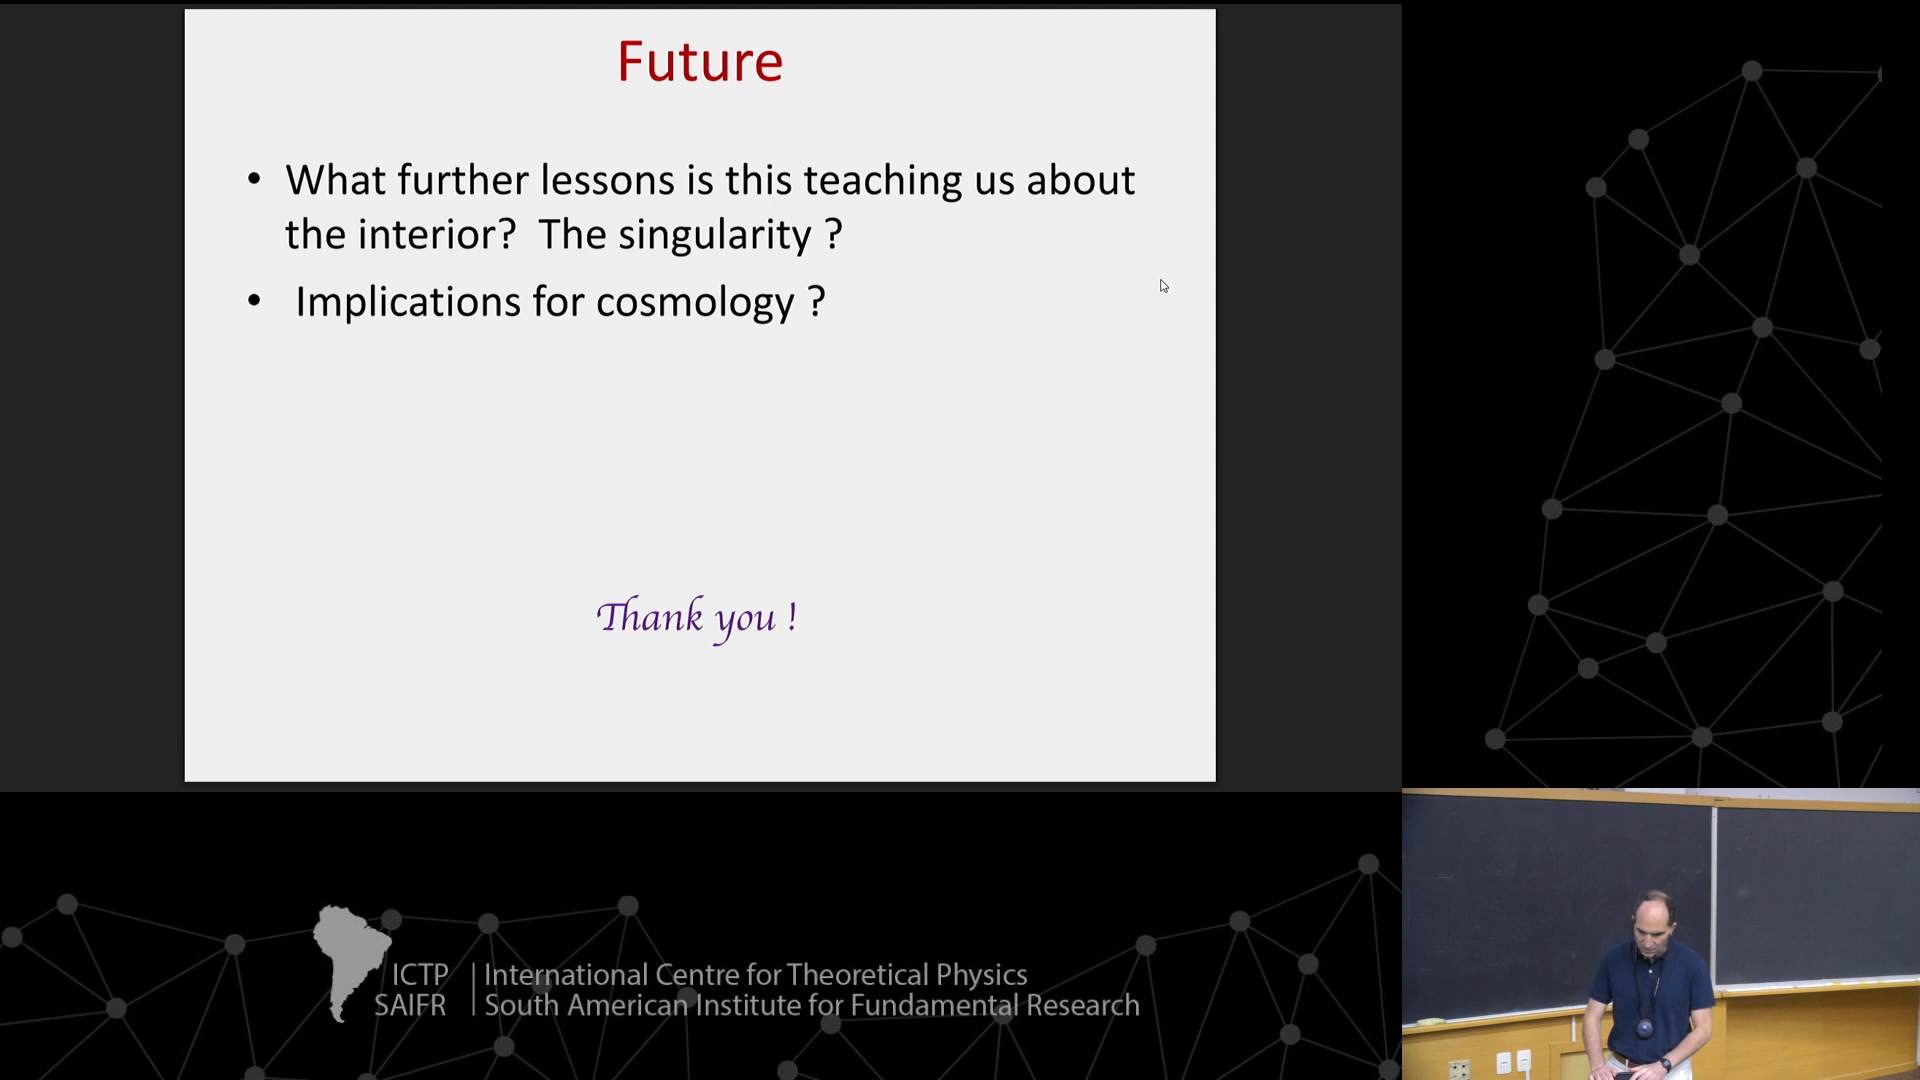 Future
• What further lessons is this teaching us about
the interior?  The singularity ?
• Implications for cosmology ?
Thank you !
ICTP | International Centre for Theoretical Physics
SAIFR | South American Institute for Fundamental Research